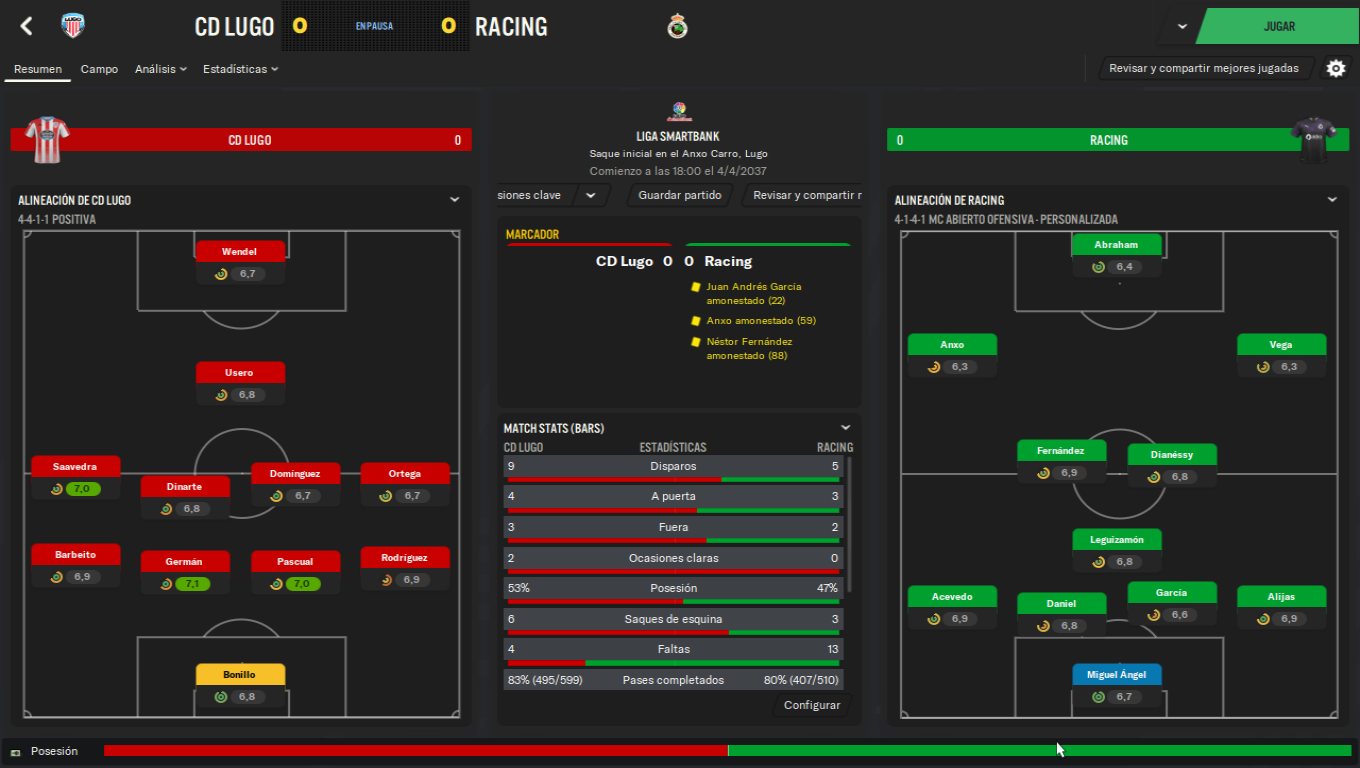 CD LUGO 0 EN PAUSA 0 RACING
JUGAR
Resumen Campo Análisis Estadísticas
Revisar y compartir mejores jugadas
CD LUGO 0
LIGA SMARTBANK
Saque inicial en el Anxo Carro, Lugo
Comienzo a las 18:00 el 4/4/2037
siones clave Guardar partido Revisar y compartir r
0 RACING
ALINEACIÓN DE CD LUGO
4-4-1-1 POSITIVA
Wendel
6,7
Usero
6,8
Saavedra
7,0
Dinarte
6,8
Domínguez
6,7
Ortega
6,7
Barbeito
6,9
Germán
7,1
Pascual
7,0
Rodríguez
6,9
Bonillo
6,8
MARCADOR
CD Lugo 0 0 Racing
Juan Andrés García
amonestado (22)
Anxo amonestado (59)
Néstor Fernández
amonestado (88)
MATCH STATS (BARS)
CD LUGO ESTADÍSTICAS RACING
9 Disparos 5
4 A puerta 3
3 Fuera 2
2 Ocasiones claras 0
53% Posesión 47%
6 Saques de esquina 3
4 Faltas 13
83% (495/599) Pases completados 80% (407/510)
Configurar
ALINEACIÓN DE RACING
4-1-4-1 MC ABIERTO OFENSIVA - PERSONALIZADA
Abraham
6,4
Anxo
6,3
Vega
6,3
Fernández
6,9
Dianéssy
6,8
Leguizamón
6,8
Acevedo
6,9
Daniel
6,8
García
6,6
Alijas
6,9
Miguel Ángel
6,7
Posesión